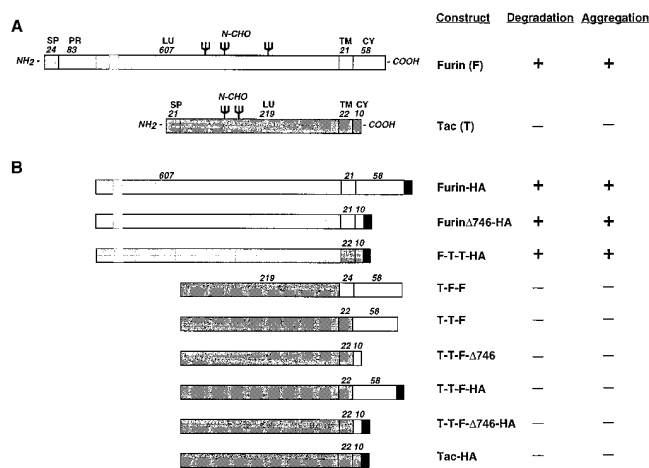 Construct Degradation Aggregation
A
SP PR LU N-CHO TM CY
24 83 607 21 58
NH2 - - COOH Furin (F) + +
N-CHO
SP LU TM CY
21 219 22 10
NH2 - - COOH Tac (T) — —
B
607 21 58
Furin-HA + +
21 10
FurinΔ746-HA + +
22 10
F-T-T-HA + +
219 24 58
T-F-F — —
22 58
T-T-F — —
22 10
T-T-F-Δ746 — —
22 58
T-T-F-HA — —
22 10
T-T-F-Δ746-HA — —
22 10
Tac-HA — —